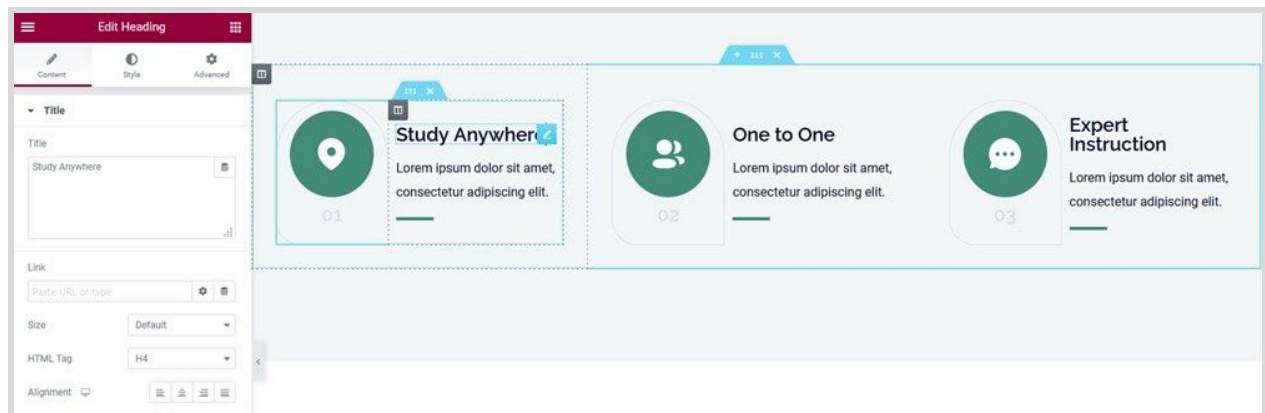 Edit Heading
Content
Style
Advanced
Title
Title
Study Anywhere
Link
Paste URL or type
Size
Default
HTML Tag
H4
Alignment
Study Anywhere
Lorem ipsum dolor sit amet,
consectetur adipiscing elit.
01
One to One
Lorem ipsum dolor sit amet,
consectetur adipiscing elit.
02
Expert
Instruction
Lorem ipsum dolor sit amet,
consectetur adipiscing elit.
03